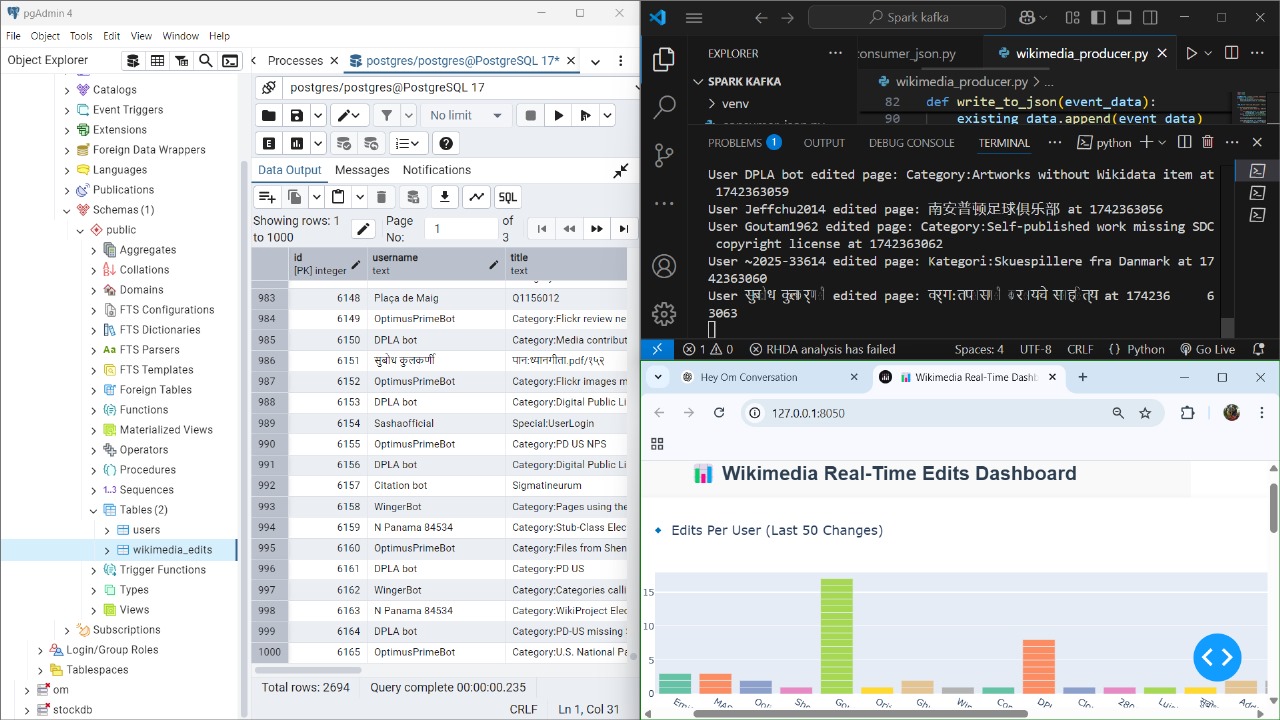 pgAdmin 4
File Object Tools Edit View Window Help
Object Explorer
Catalogs
Event Triggers
Extensions
Foreign Data Wrappers
Languages
Publications
Schemas (1)
public
Aggregates
Collations
Domains
FTS Configurations
FTS Dictionaries
FTS Parsers
FTS Templates
Foreign Tables
Functions
Materialized Views
Operators
Procedures
Sequences
Tables (2)
users
wikimedia_edits
Trigger Functions
Types
Views
Subscriptions
Login/Group Roles
Tablespaces
om
stockdb
Processes
postgres/postgres@PostgreSQL 17*
postgres/postgres@PostgreSQL 17
No limit
Data Output Messages Notifications
SQL
Showing rows: 1 to 1000
Page No: 1 of 3
id [PK] integer username text title text
983 6148 Plaça de Maig Q1156012
984 6149 OptimusPrimeBot Category:Flickr review ne
985 6150 DPLA bot Category:Media contribut
986 6151 सुबोध कुलकर्णी पान:ध्यानगीता.pdf/१५२
987 6152 OptimusPrimeBot Category:Flickr images m
988 6153 DPLA bot Category:Digital Public Li
989 6154 Sashaofficial Special:UserLogin
990 6155 OptimusPrimeBot Category:PD US NPS
991 6156 DPLA bot Category:Digital Public Li
992 6157 Citation bot Sigmatineurum
993 6158 WingerBot Category:Pages using the
994 6159 N Panama 84534 Category:Stub-Class Elec
995 6160 OptimusPrimeBot Category:Files from Shen
996 6161 DPLA bot Category:PD US
997 6162 WingerBot Category:Categories calli
998 6163 N Panama 84534 Category:WikiProject Elec
999 6164 DPLA bot Category:PD-US missing
1000 6165 OptimusPrimeBot Category:U.S. National Pa
Total rows: 2694 Query complete 00:00:00.235
CRLF Ln 1, Col 31
Spark kafka
EXPLORER
SPARK KAFKA
venv
consumer_json.py wikimedia_producer.py
wikimedia_producer.py > ...
82 def write_to_json(event_data):
90 existing_data.append(event_data)
PROBLEMS 1 OUTPUT DEBUG CONSOLE TERMINAL python
User DPLA bot edited page: Category:Artworks without Wikidata item at
1742363059
User Jeffchu2014 edited page: 南安普顿足球俱乐部 at 1742363056
User Goutam1962 edited page: Category:Self-published work missing SDC
copyright license at 1742363062
User ~2025-33614 edited page: Kategori:Skuespillere fra Danmark at 17
42363060
User सुबोध कुलकर्णी edited page: at 174236 6
3063
1 0 RHDA analysis has failed Spaces: 4 UTF-8 CRLF {} Python Go Live
Hey Om Conversation
Wikimedia Real-Time Dashb
127.0.0.1:8050
Wikimedia Real-Time Edits Dashboard
Edits Per User (Last 50 Changes)
15
10
5
0